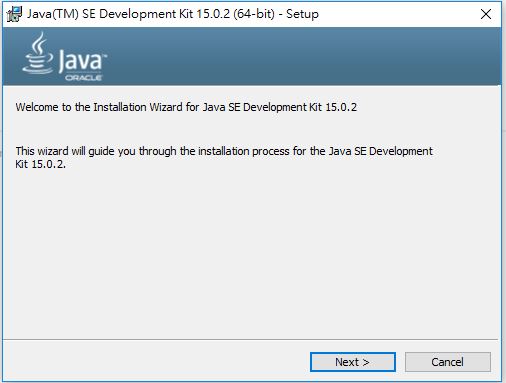 Java(TM) SE Development Kit 15.0.2 (64-bit) - Setup
Java™
ORACLE
Welcome to the Installation Wizard for Java SE Development Kit 15.0.2
This wizard will guide you through the installation process for the Java SE Development
Kit 15.0.2.
Next >
Cancel